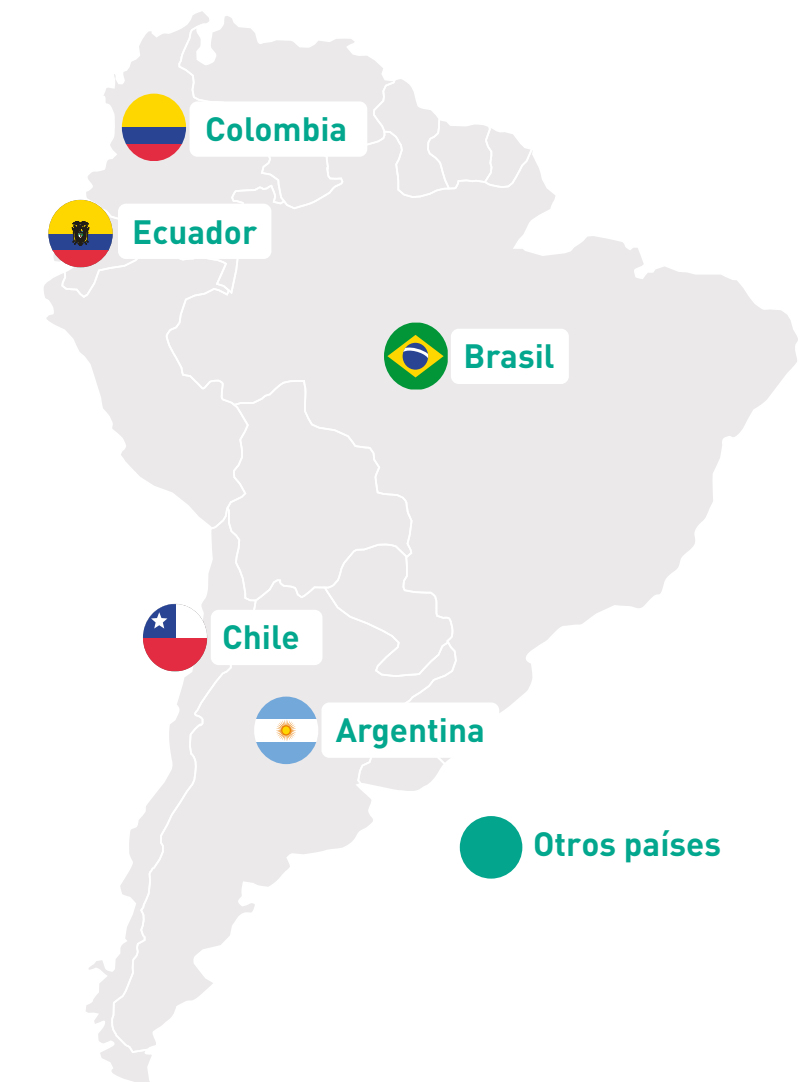 Colombia
Ecuador
Brasil
Chile
Argentina
Otros países